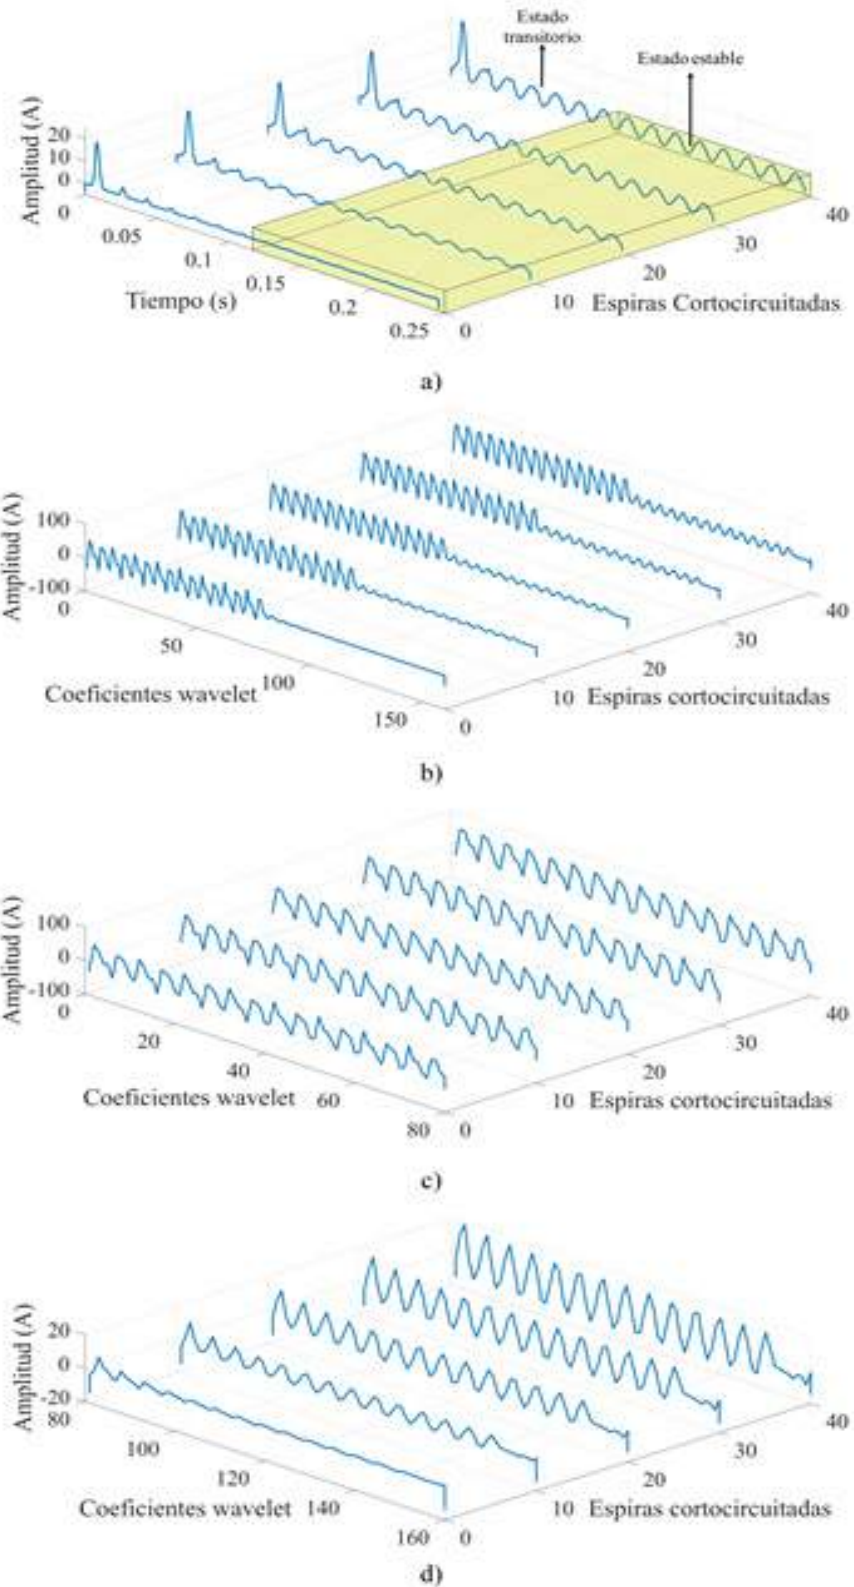 Estado
transitorio
Estado estable
Amplitud (A)
20
10
0
0
0.05
0.1
0.15
0.2
0.25
Tiempo (s)
0
10
20
30
40
Espiras Cortocircuitadas
a)
Amplitud (A)
100
0
-100
0
50
100
150
Coeficientes wavelet
0
10
20
30
40
Espiras cortocircuitadas
b)
Amplitud (A)
100
0
-100
0
20
40
60
80
Coeficientes wavelet
0
10
20
30
40
Espiras cortocircuitadas
c)
Amplitud (A)
20
0
-20
80
100
120
140
160
Coeficientes wavelet
0
10
20
30
40
Espiras cortocircuitadas
d)